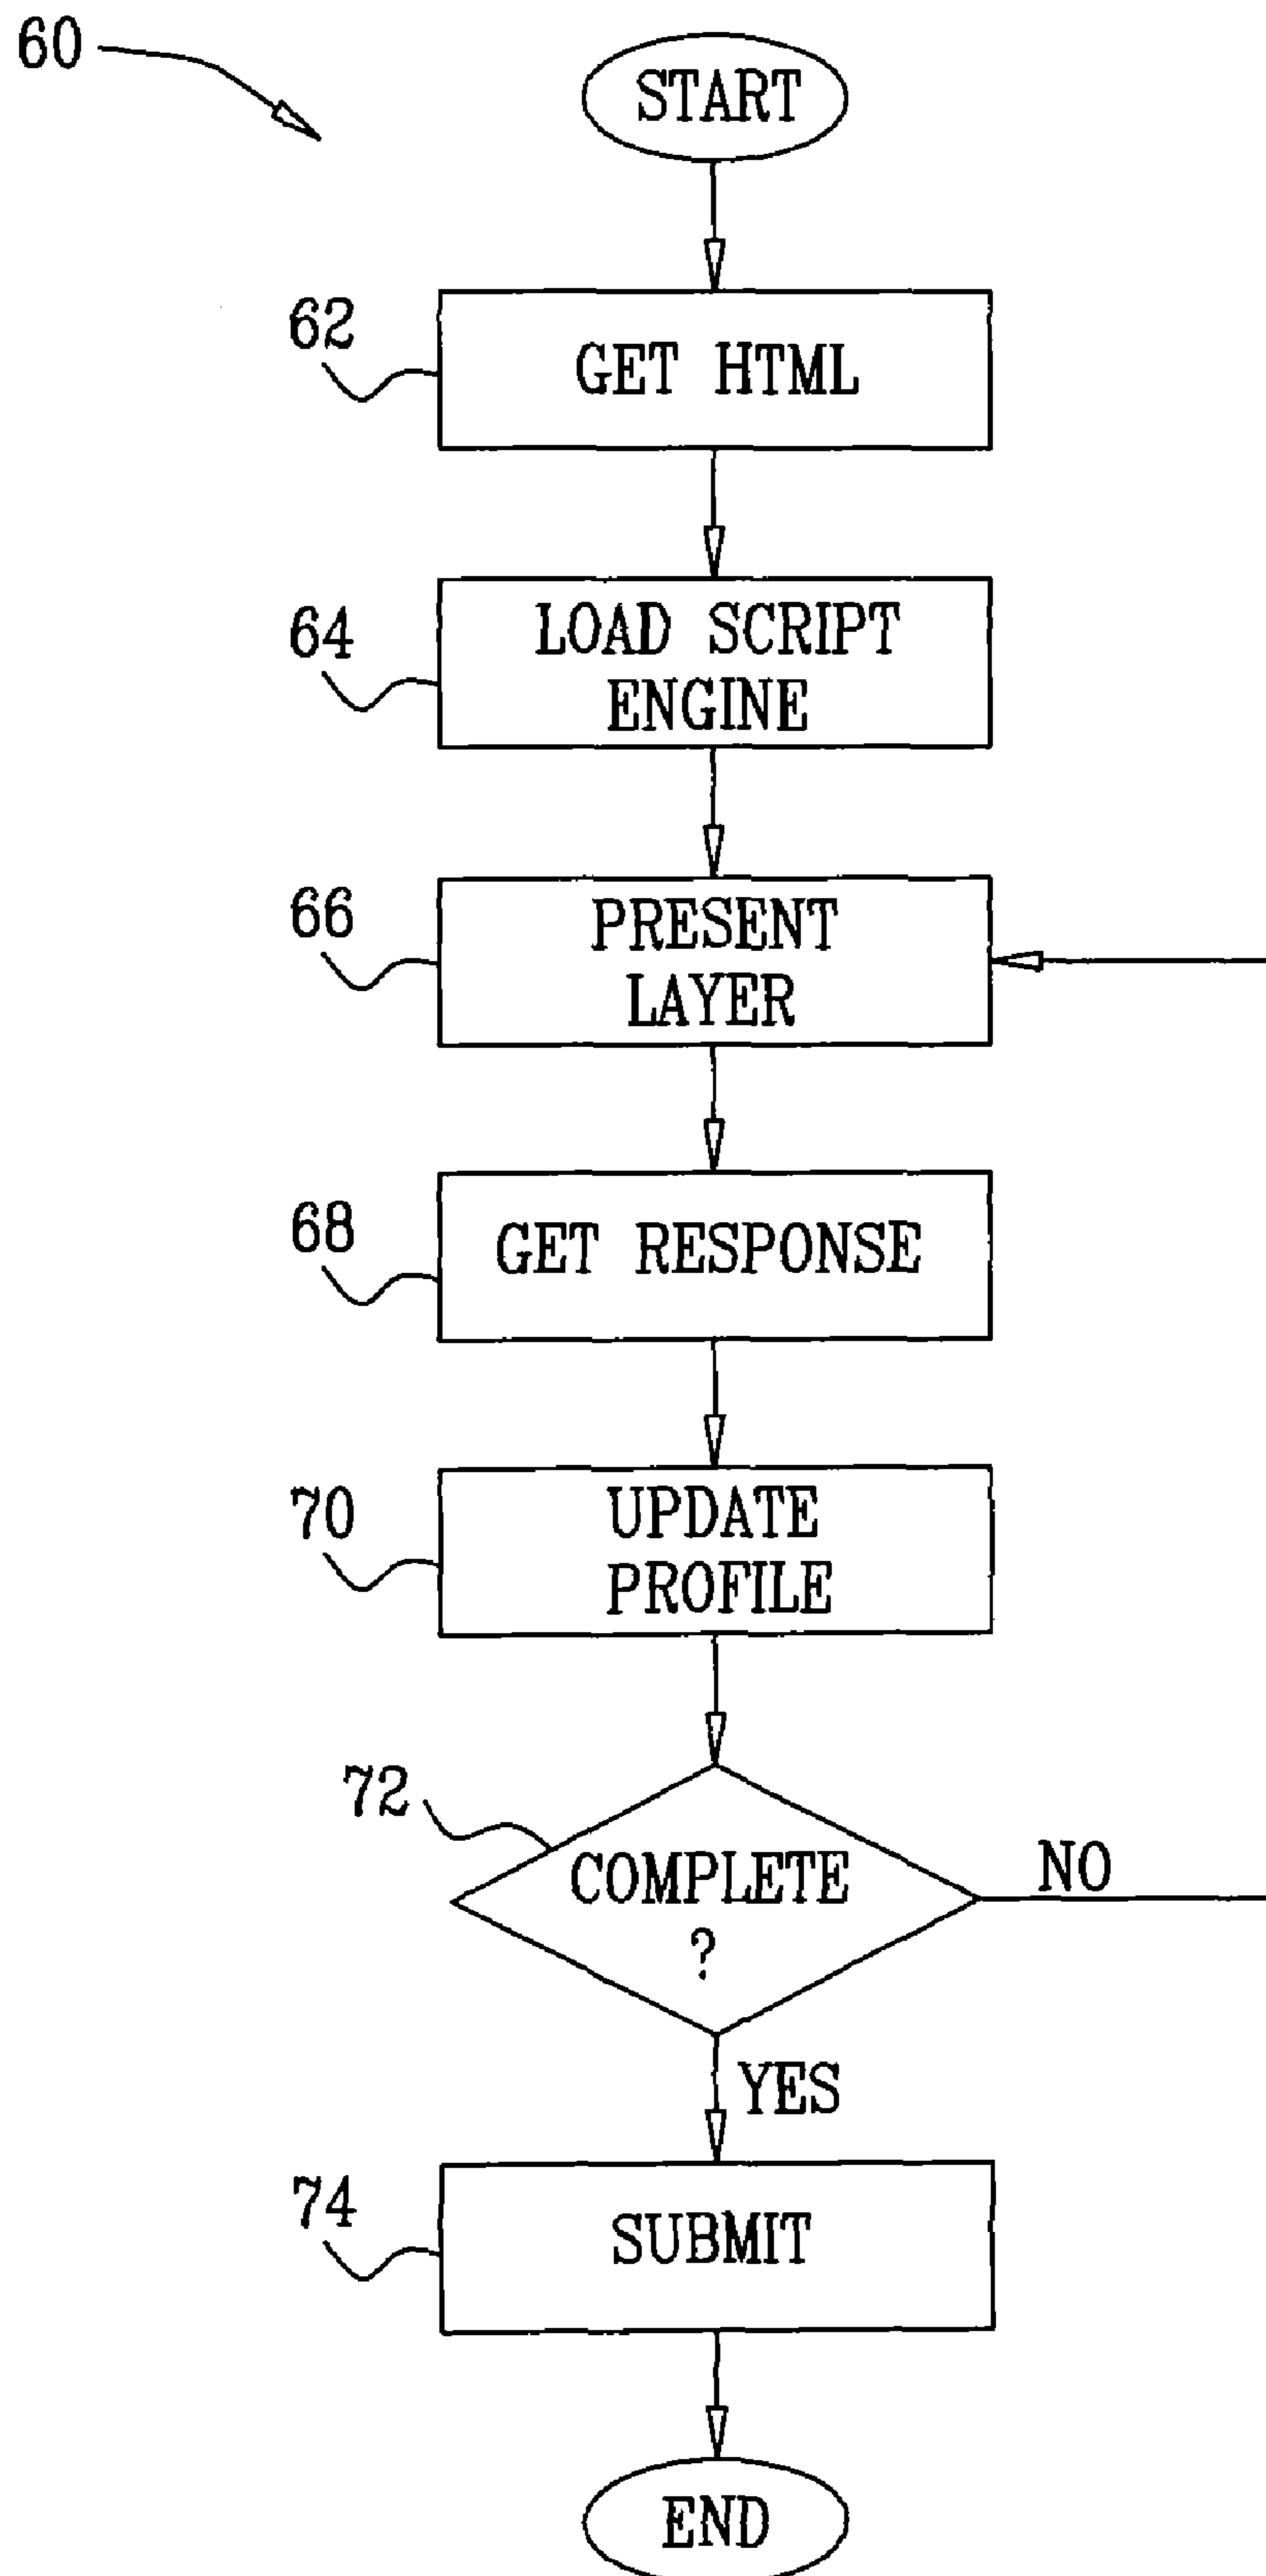 60
START
62
GET HTML
64
LOAD SCRIPT
ENGINE
66
PRESENT
LAYER
68
GET RESPONSE
70
UPDATE
PROFILE
72
COMPLETE
?
NO
YES
74
SUBMIT
END